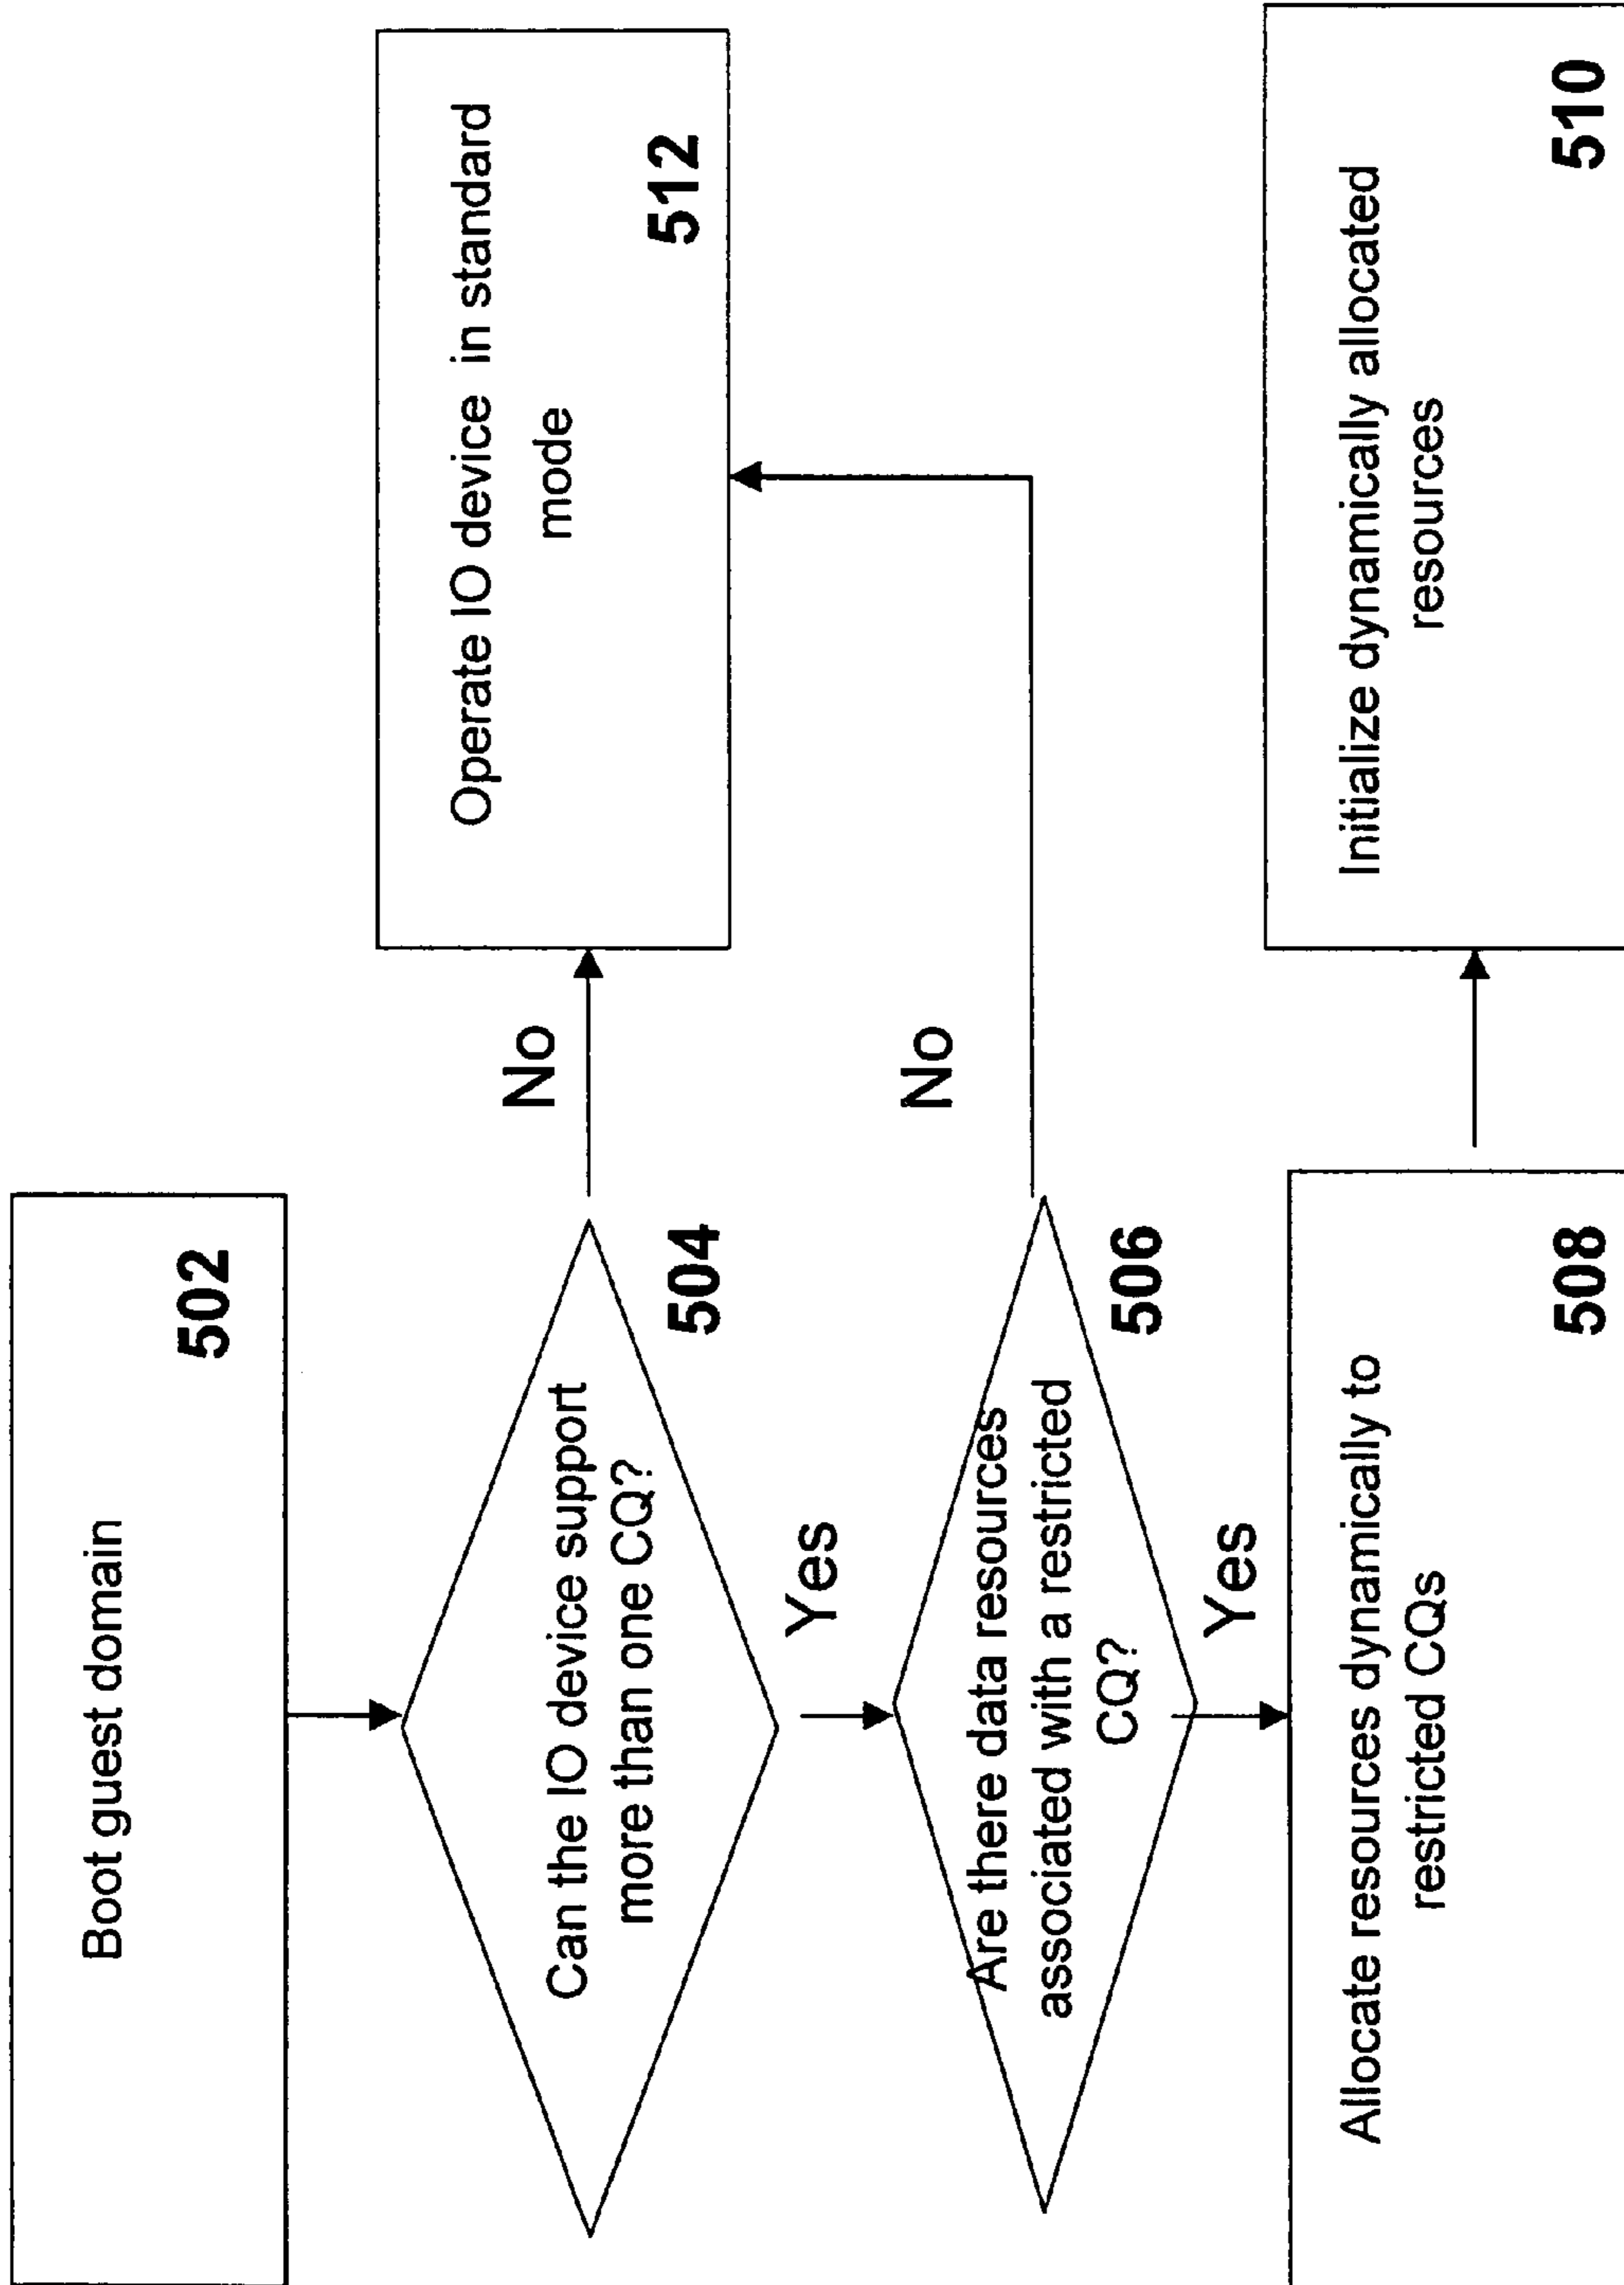 Boot guest domain
502
Can the IO device support
more than one CQ?
504
No
Operate IO device in standard
mode
512
Yes
Are there data resources
associated with a restricted
CQ?
506
No
Yes
Allocate resources dynamically to
restricted CQs
508
Initialize dynamically allocated
resources
510